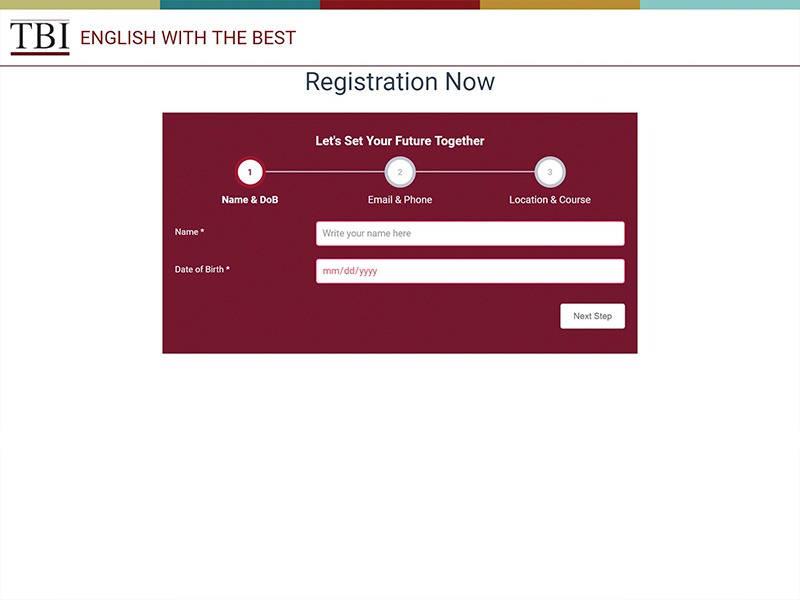 TBI ENGLISH WITH THE BEST
Registration Now
Let's Set Your Future Together
1 2 3
Name & DoB Email & Phone Location & Course
Name * Write your name here
Date of Birth * mm/dd/yyyy
Next Step